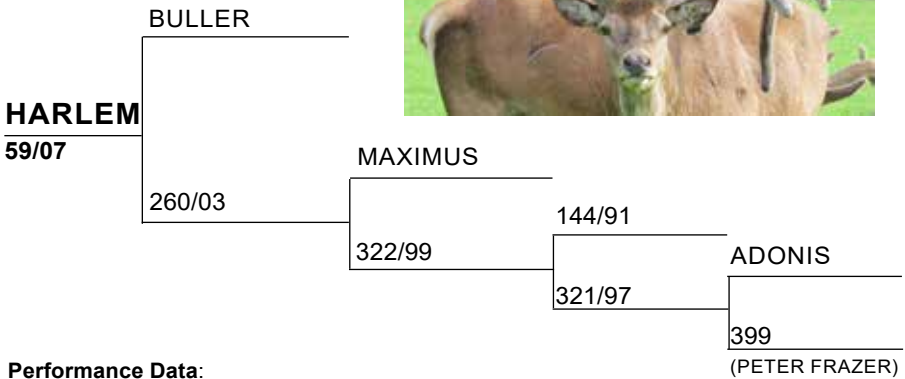 BULLER
HARLEM
59/07
MAXIMUS
260/03
144/91
322/99
ADONIS
321/97
399
(PETER FRAZER)
Performance Data: